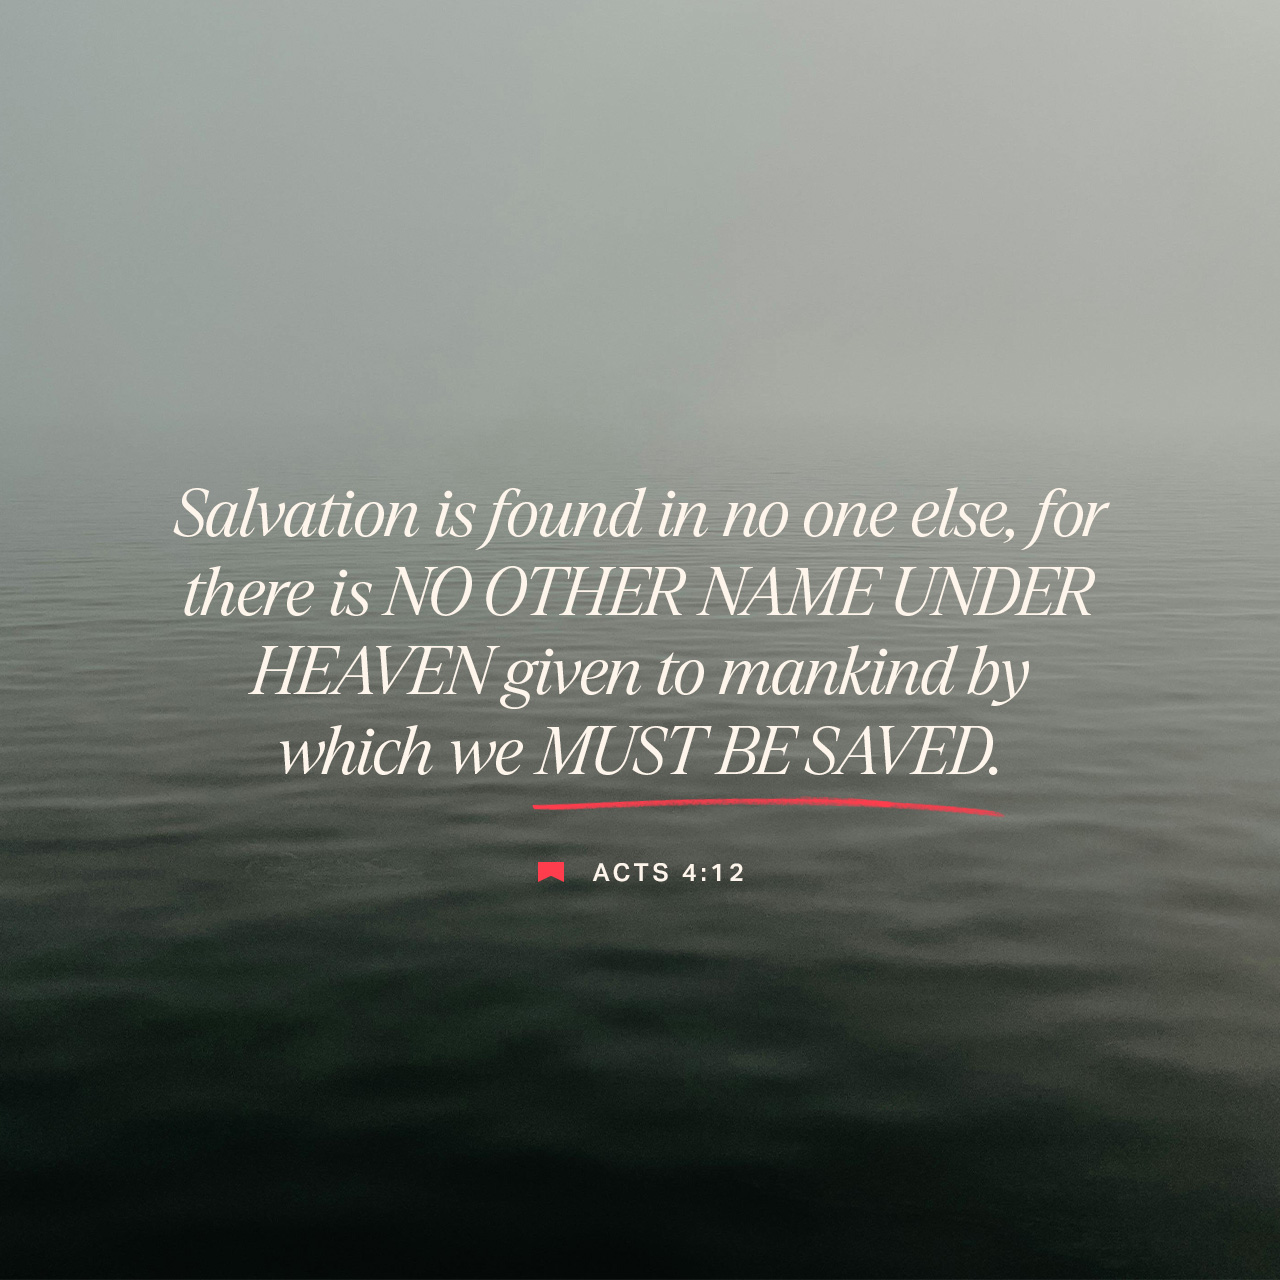 Salvation is found in no one else, for
there is NO OTHER NAME UNDER
HEAVEN given to mankind by
which we MUST BE SAVED.
ACTS 4:12